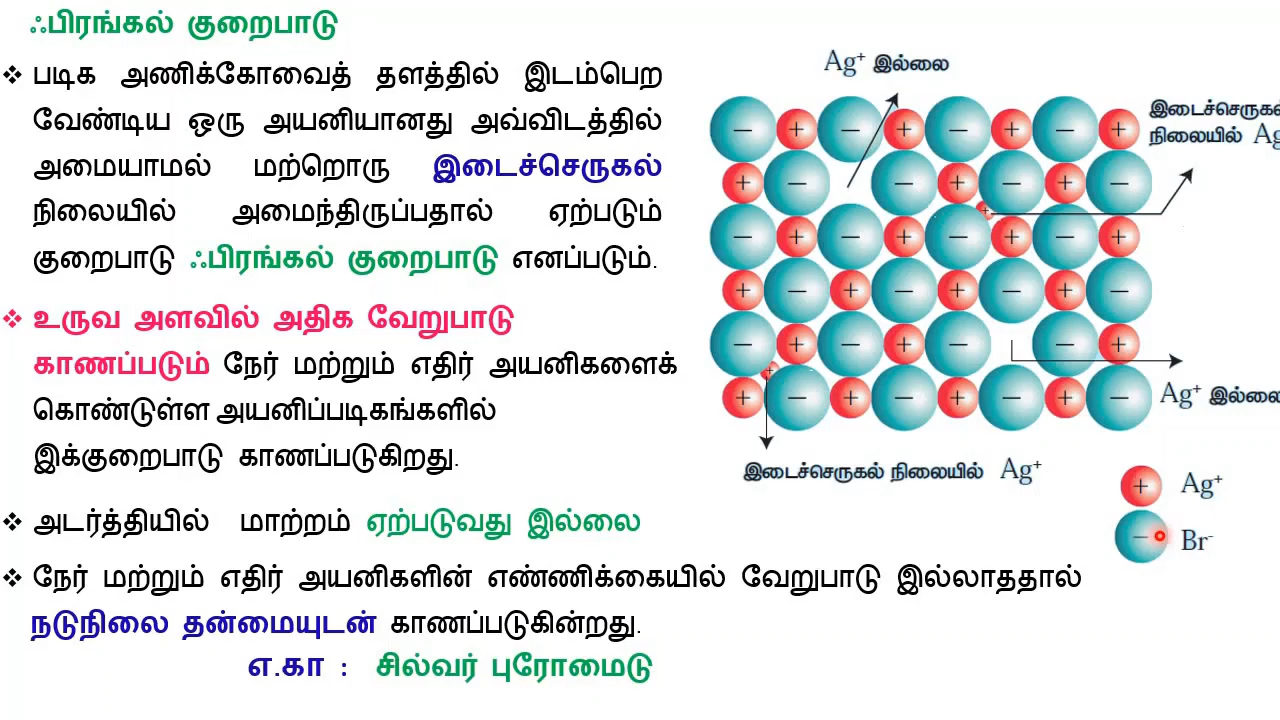 ஃபிரங்கல் குறைபாடு
❖ படிக அணிக்கோவைத் தளத்தில் இடம்பெற
வேண்டிய ஒரு அயனியானது அவ்விடத்தில்
அமையாமல் மற்றொரு இடைச்செருகல்
நிலையில் அமைந்திருப்பதால் ஏற்படும்
குறைபாடு ஃபிரங்கல் குறைபாடு எனப்படும்.
❖ உருவ அளவில் அதிக வேறுபாடு
காணப்படும் நேர் மற்றும் எதிர் அயனிகளைக்
கொண்டுள்ள அயனிப்படிகங்களில்
இக்குறைபாடு காணப்படுகிறது.
❖ அடர்த்தியில் மாற்றம் ஏற்படுவது இல்லை
❖ நேர் மற்றும் எதிர் அயனிகளின் எண்ணிக்கையில் வேறுபாடு இல்லாததால்
நடுநிலை தன்மையுடன் காணப்படுகின்றது.
எ.கா : சில்வர் புரோமைடு
Ag⁺ இல்லை
இடைச்செருகல்
நிலையில் Ag
− + − + − + − +
+ − − + − + −
− + − + − + + − +
+ − + − + − + −
− + − + − − +
+ + − + − + − + −
Ag⁺ இல்லை
இடைச்செருகல் நிலையில் Ag⁺
+ Ag⁺
− Br⁻